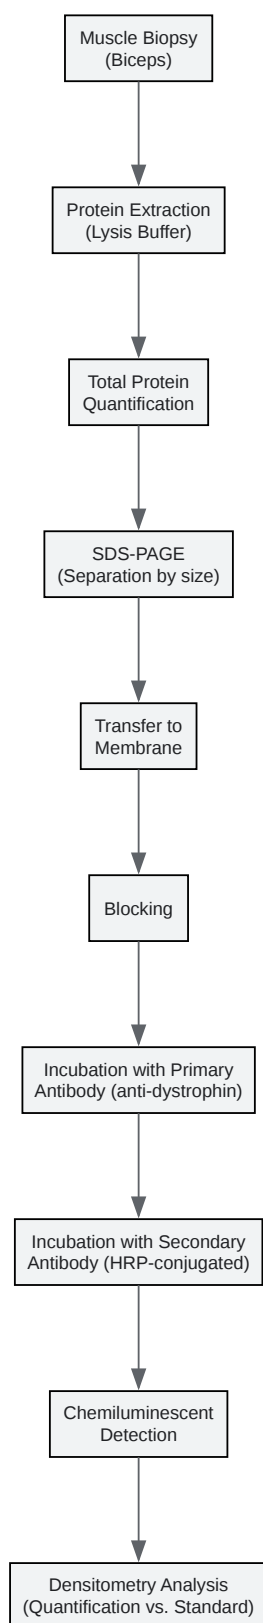 Muscle Biopsy
(Biceps)
Protein Extraction
(Lysis Buffer)
Total Protein
Quantification
SDS-PAGE
(Separation by size)
Transfer to
Membrane
Blocking
Incubation with Primary
Antibody (anti-dystrophin)
Incubation with Secondary
Antibody (HRP-conjugated)
Chemiluminescent
Detection
Densitometry Analysis
(Quantification vs. Standard)